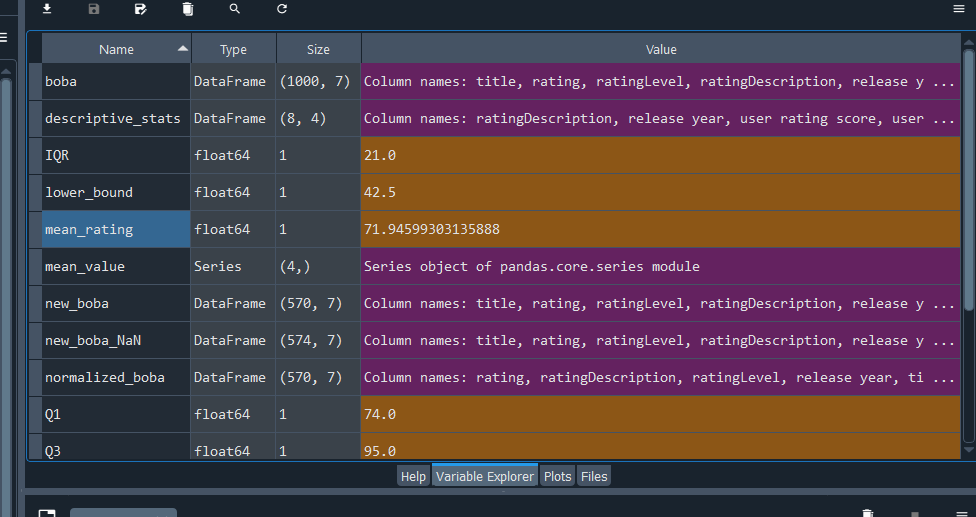 Name Type Size Value
boba DataFrame (1000, 7) Column names: title, rating, ratingLevel, ratingDescription, release y ...
descriptive_stats DataFrame (8, 4) Column names: ratingDescription, release year, user rating score, user ...
IQR float64 1 21.0
lower_bound float64 1 42.5
mean_rating float64 1 71.94599303135888
mean_value Series (4,) Series object of pandas.core.series module
new_boba DataFrame (570, 7) Column names: title, rating, ratingLevel, ratingDescription, release y ...
new_boba_NaN DataFrame (574, 7) Column names: title, rating, ratingLevel, ratingDescription, release y ...
normalized_boba DataFrame (570, 7) Column names: rating, ratingDescription, ratingLevel, release year, ti ...
Q1 float64 1 74.0
Q3 float64 1 95.0
Help Variable Explorer Plots Files